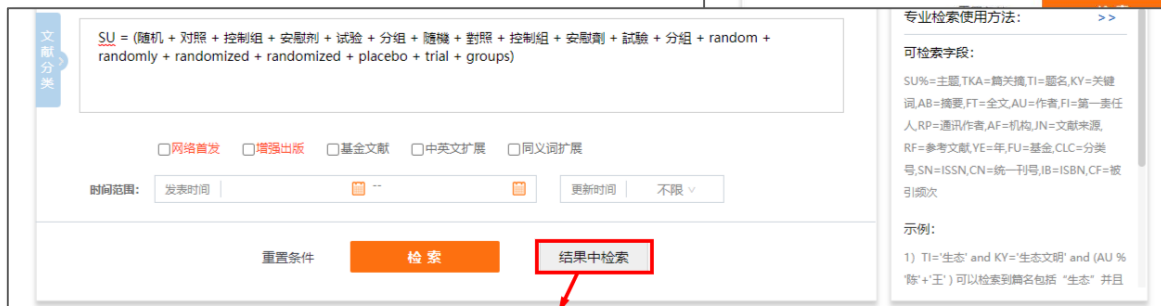 文献分类
SU = (随机 + 对照 + 控制组 + 安慰剂 + 试验 + 分组 + 随機 + 對照 + 控制組 + 安慰劑 + 試驗 + 分组 + random +
randomly + randomized + randomized + placebo + trial + groups)
网络首发 增强出版 基金文献 中英文扩展 同义词扩展
时间范围: 发表时间 -- 更新时间 不限
重置条件 检 索 结果中检索
专业检索使用方法: >>
可检索字段:
SU%=主题,TKA=篇关摘,TI=题名,KY=关键
词,AB=摘要,FT=全文,AU=作者,FI=第一责任
人,RP=通讯作者,AF=机构,JN=文献来源,
RF=参考文献,YE=年,FU=基金,CLC=分类
号,SN=ISSN,CN=统一刊号,IB=ISBN,CF=被
引频次
示例:
1) TI='生态' and KY='生态文明' and (AU %
'陈'+'王' ) 可以检索到篇名包括“生态”并且